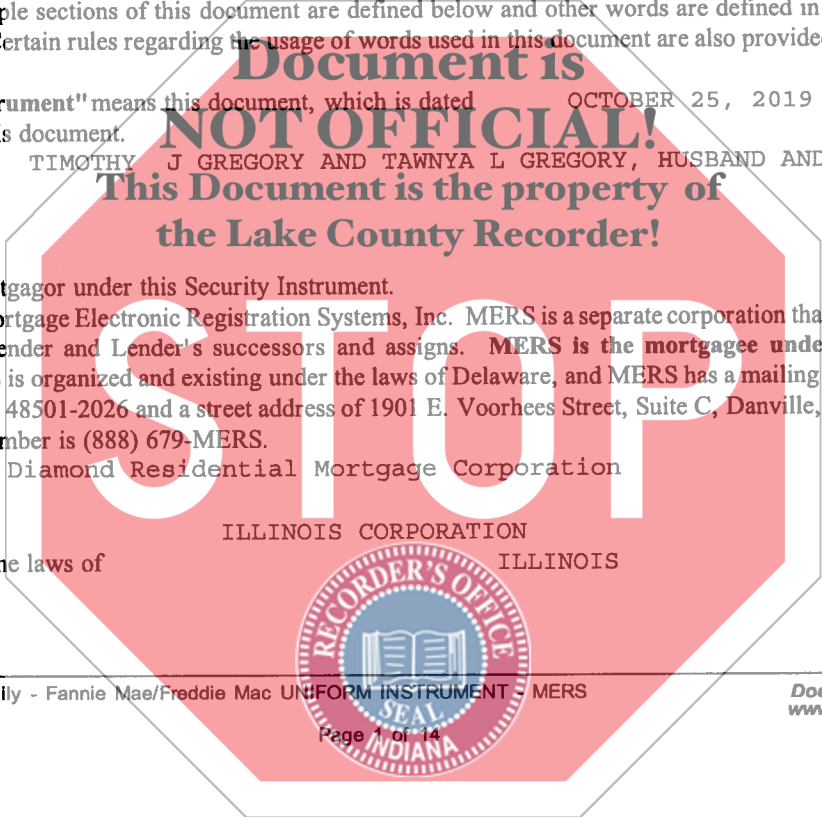 ple sections of this document are defined below and other words are defined in
Certain rules regarding the usage of words used in this document are also provide
Document is
rument" means this document, which is dated OCTOBER 25, 2019
is document.
NOT OFFICIAL!
TIMOTHY J GREGORY AND TAWNYA L GREGORY, HUSBAND AND
This Document is the property of
the Lake County Recorder!
tgagor under this Security Instrument.
rtgage Electronic Registration Systems, Inc. MERS is a separate corporation tha
ender and Lender's successors and assigns. MERS is the mortgagee unde
is organized and existing under the laws of Delaware, and MERS has a mailing
48501-2026 and a street address of 1901 E. Voorhees Street, Suite C, Danville,
mber is (888) 679-MERS.
STOP
Diamond Residential Mortgage Corporation
ILLINOIS CORPORATION
he laws of ILLINOIS
RECORDER'S OFFICE
SEAL
INDIANA
ily - Fannie Mae/Freddie Mac UNIFORM INSTRUMENT - MERS
Doc
www
Page 1 of 14